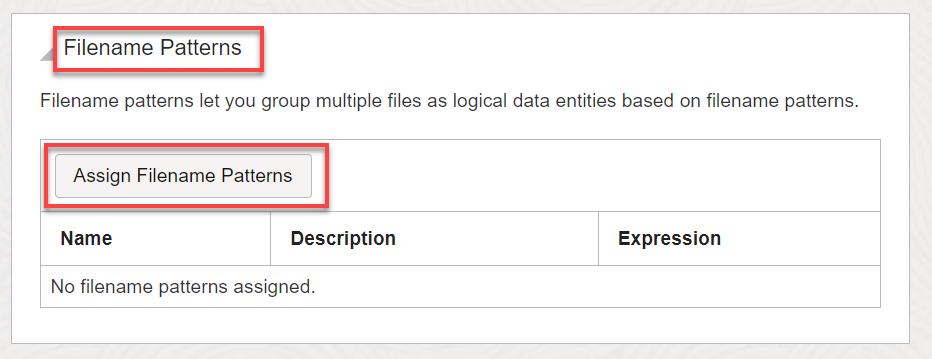 Filename Patterns
Filename patterns let you group multiple files as logical data entities based on filename patterns.
Assign Filename Patterns
Name Description Expression
No filename patterns assigned.